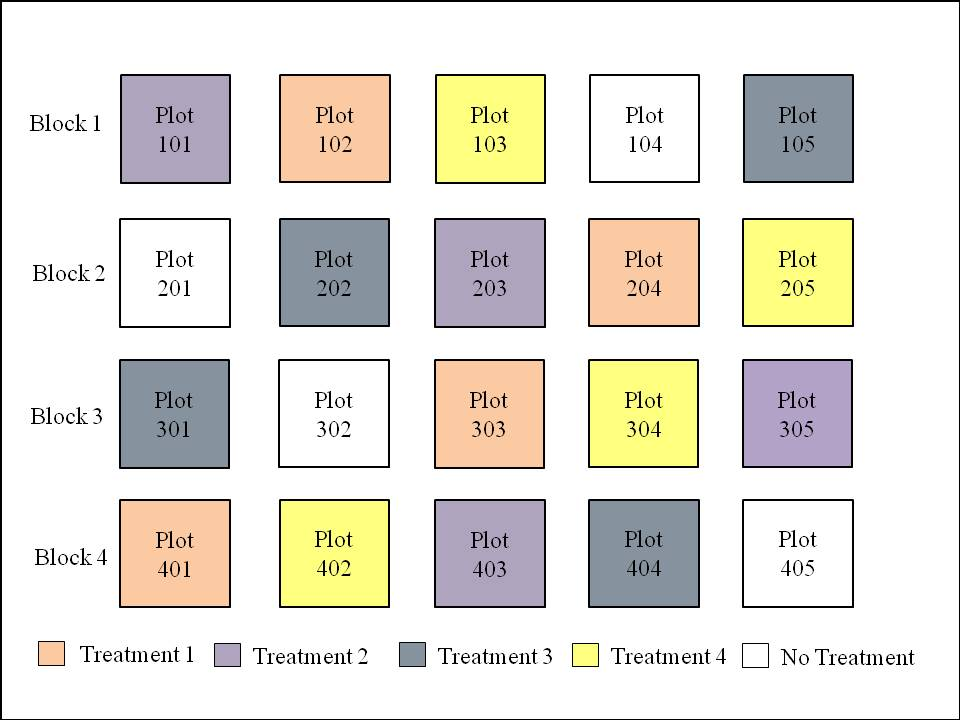 Block 1
Plot
101
Plot
102
Plot
103
Plot
104
Plot
105
Block 2
Plot
201
Plot
202
Plot
203
Plot
204
Plot
205
Block 3
Plot
301
Plot
302
Plot
303
Plot
304
Plot
305
Block 4
Plot
401
Plot
402
Plot
403
Plot
404
Plot
405
Treatment 1
Treatment 2
Treatment 3
Treatment 4
No Treatment